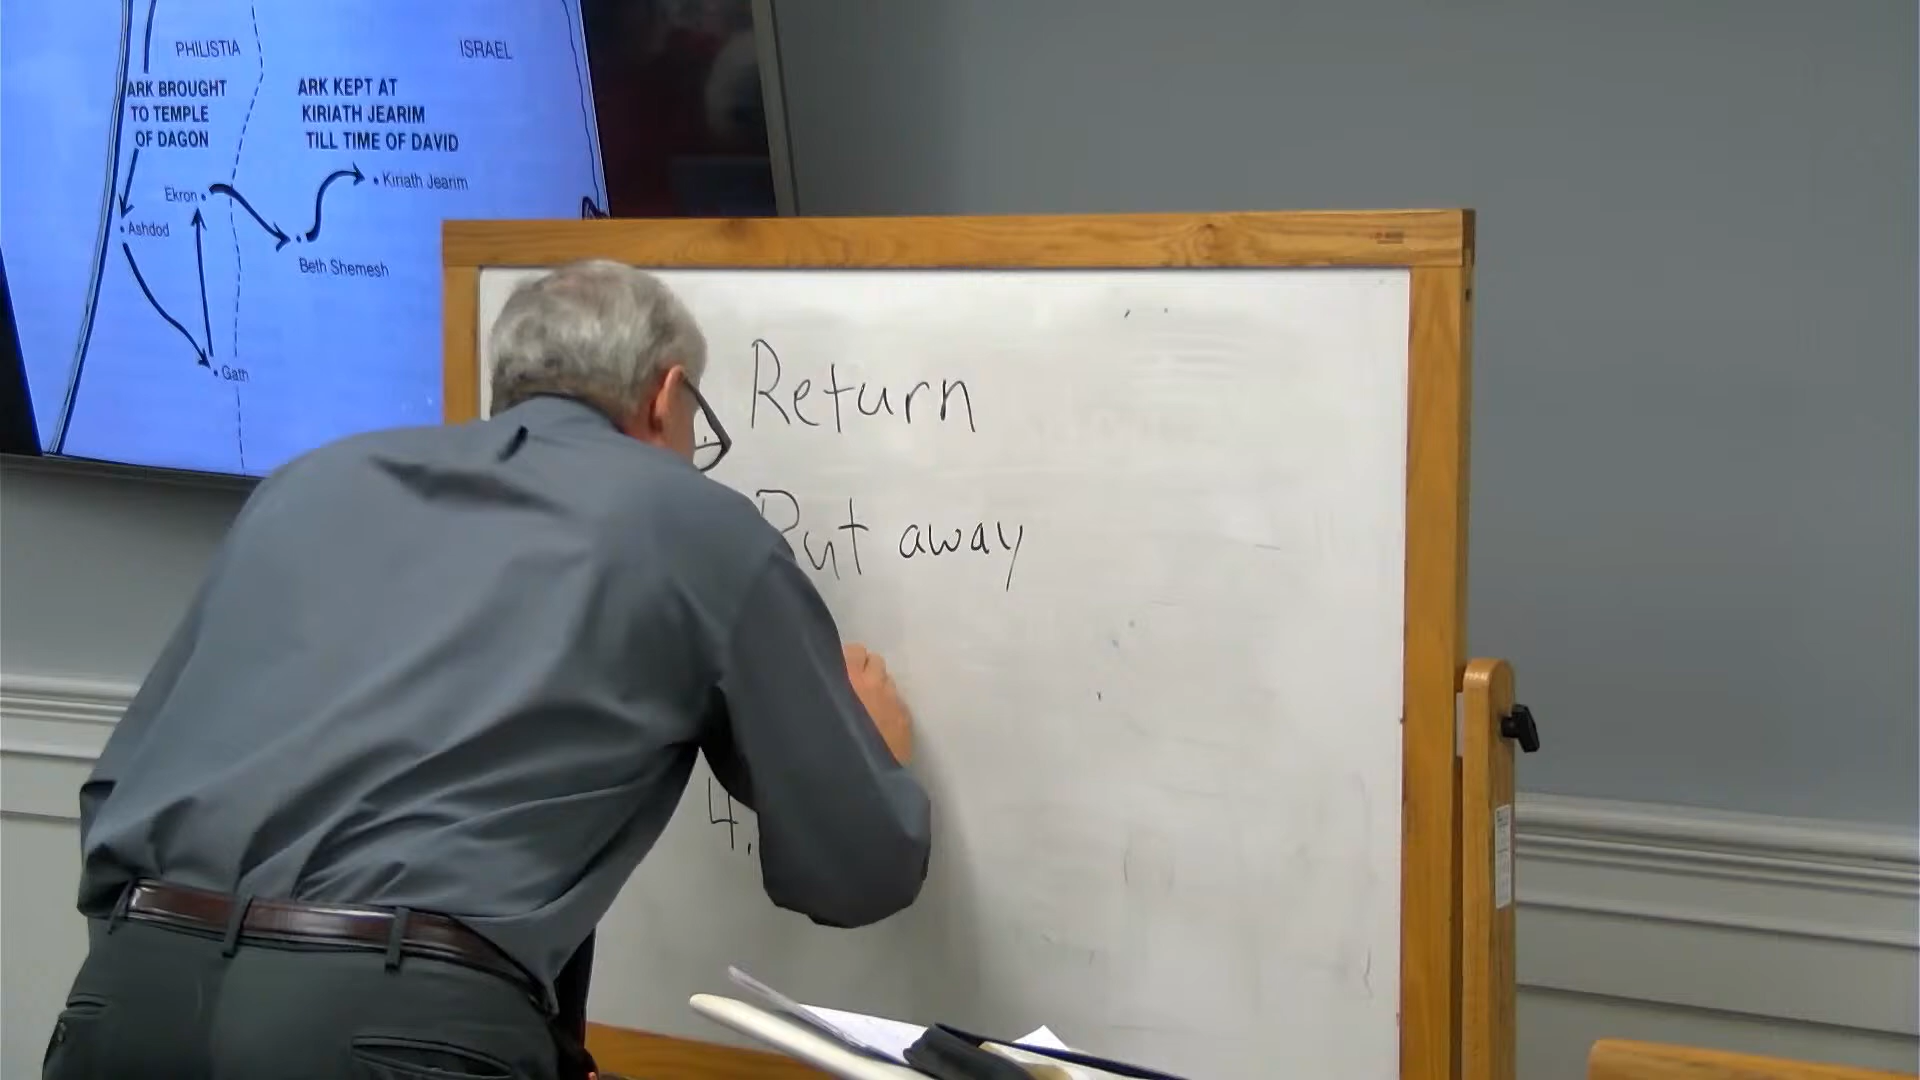 PHILISTIA
ISRAEL
ARK BROUGHT
TO TEMPLE
OF DAGON
ARK KEPT AT
KIRIATH JEARIM
TILL TIME OF DAVID
Ekron
Kiriath Jearim
Ashdod
Beth Shemesh
Gath
Return
Put away
4.